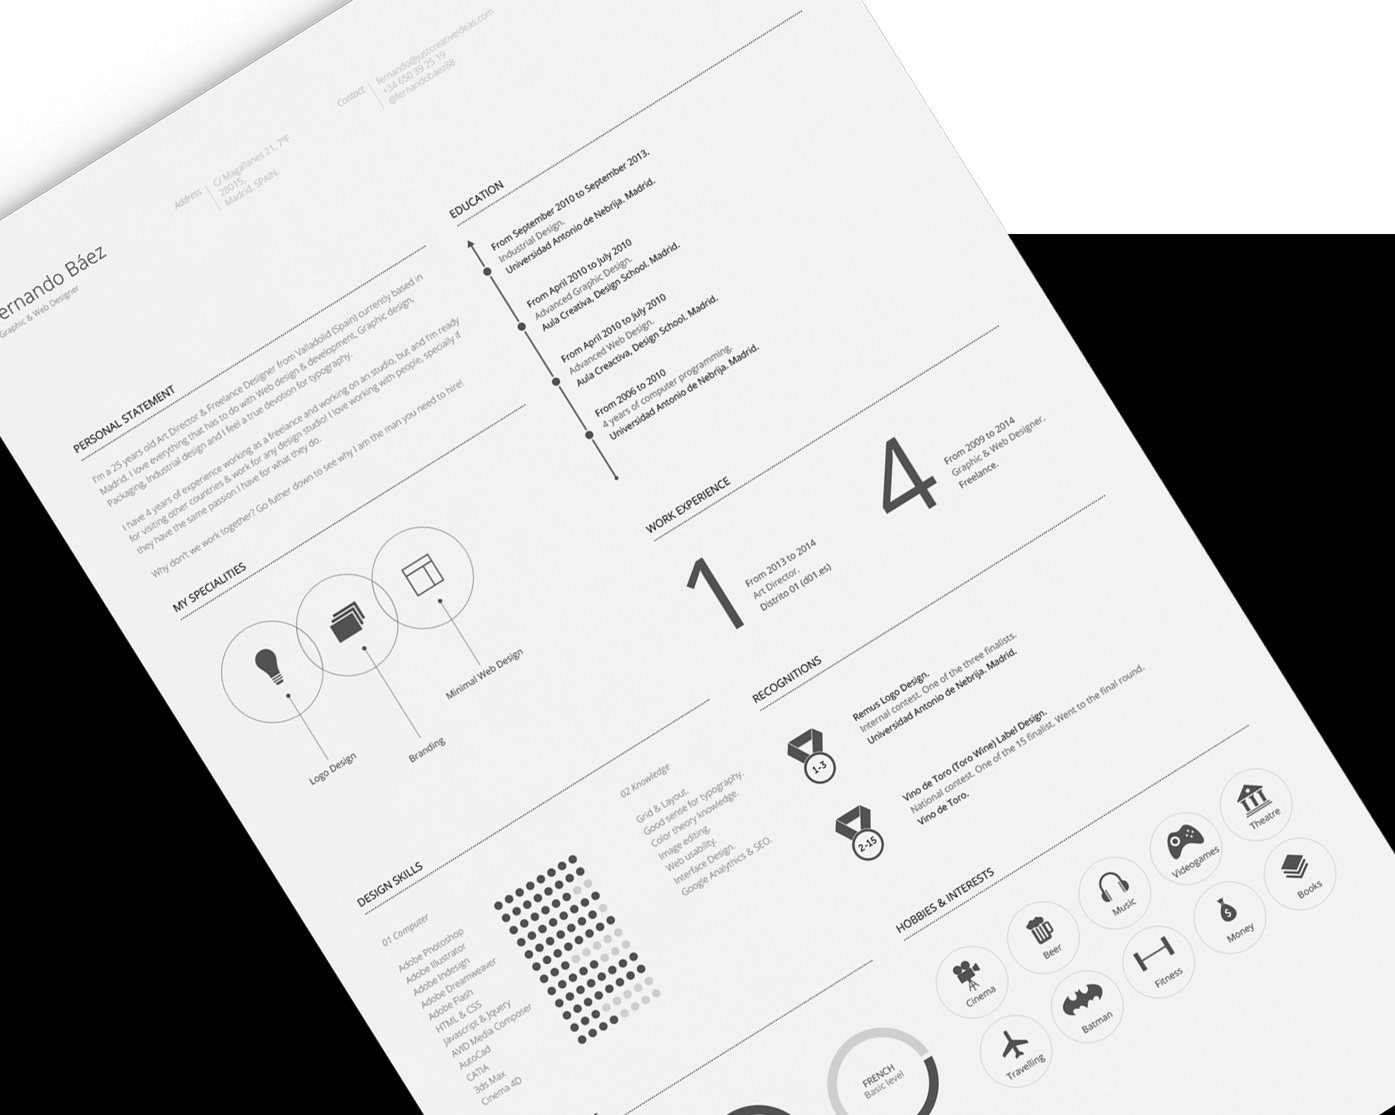 ernando Báez
Graphic & Web Designer
Address
C/ Magallanes 21, 7ºF
28015.
Madrid. SPAIN.
Contact
fernando@justcreativeideas.com
+34 650 39 25 19
@fernandobaez88
PERSONAL STATEMENT
I'm a 25 years old Art Director & Freelance Designer from Valladolid (Spain) currently based in
Madrid. I love everything that has to do with Web design & development, Graphic design,
Packaging, Industrial design and I feel a true devotion for typography.
I have 4 years of experience working as a freelance and working on an studio, but and I'm ready
for visiting other countries & work for any design studio! I love working with people, specially if
they have the same passion I have for what they do.
Why don't we work together? Go futher down to see why I am the man you need to hire!
MY SPECIALITIES
Logo Design
Branding
Minimal Web Design
DESIGN SKILLS
01 Computer
Adobe Photoshop
Adobe Illustrator
Adobe Indesign
Adobe Dreamweaver
Adobe Flash
HTML & CSS
Javascript & Jquery
AVID Media Composer
AutoCad
CATIA
3ds Max
Cinema 4D
02 Knowledge
Grid & Layout.
Good sense for typography.
Color theory knowledge.
Image editing.
Web usability.
Interface Design.
Google Analythics & SEO.
EDUCATION
From September 2010 to September 2013.
Industrial Design.
Universidad Antonio de Nebrija. Madrid.
From April 2010 to July 2010
Advanced Graphic Design.
Aula Creativa, Design School. Madrid.
From April 2010 to July 2010
Advanced Web Design.
Aula Creactiva, Design School. Madrid.
From 2006 to 2010
4 years of computer programming.
Universidad Antonio de Nebrija. Madrid.
WORK EXPERIENCE
1
From 2013 to 2014
Art Director.
Distrito 01 (d01.es)
4
From 2009 to 2014
Graphic & Web Designer.
Freelance.
RECOGNITIONS
1-3
Remus Logo Design.
Internal contest. One of the three finalists.
Universidad Antonio de Nebrija. Madrid.
2-15
Vino de Toro (Toro Wine) Label Design.
National contest. One of the 15 finalist. Went to the final round.
Vino de Toro.
HOBBIES & INTERESTS
Cinema
Beer
Music
Videogames
Theatre
Travelling
Batman
Fitness
Money
$
Books
FRENCH
Basic level